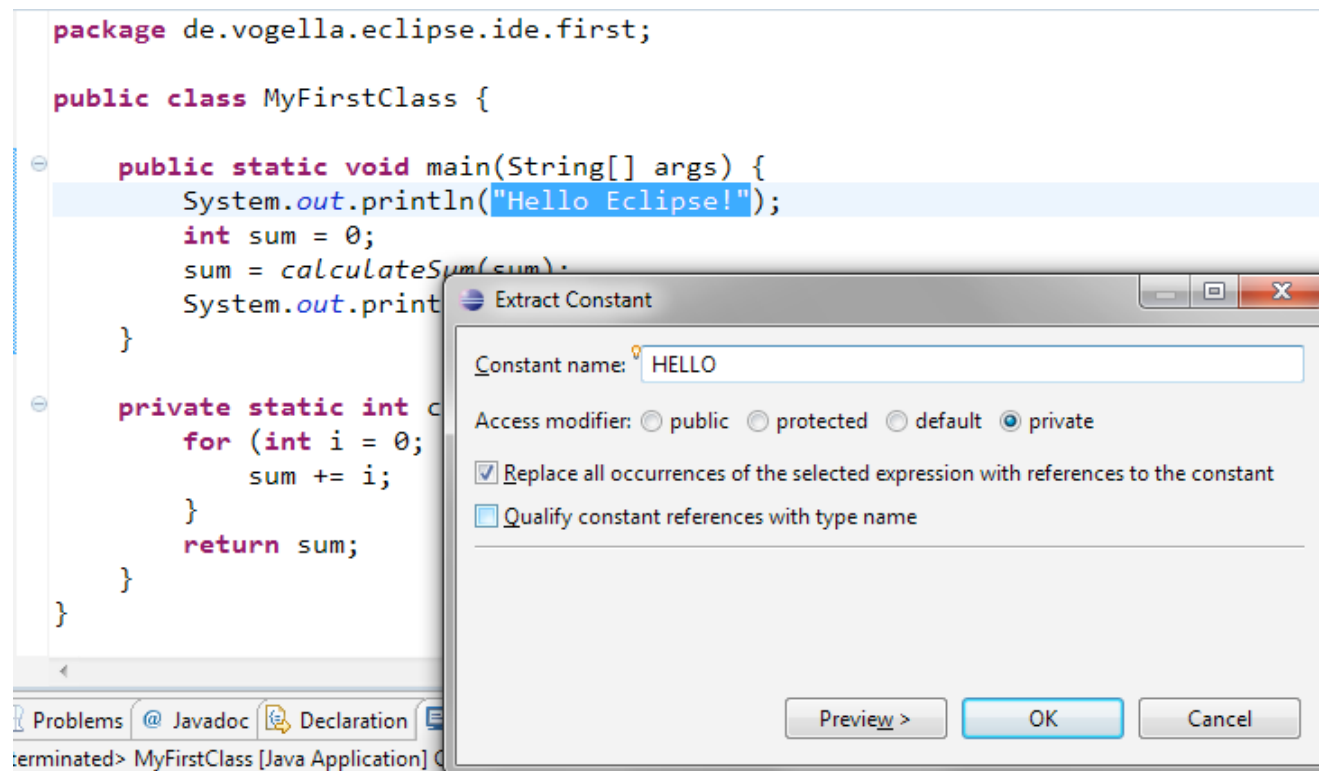 package de.vogella.eclipse.ide.first;
public class MyFirstClass {
public static void main(String[] args) {
System.out.println("Hello Eclipse!");
int sum = 0;
sum = calculateSum(sum);
System.out.print
}
private static int c
for (int i = 0;
sum += i;
}
return sum;
}
}
Extract Constant
Constant name: HELLO
Access modifier: public protected default private
Replace all occurrences of the selected expression with references to the constant
Qualify constant references with type name
Preview > OK Cancel
Problems @ Javadoc Declaration
terminated> MyFirstClass [Java Application]